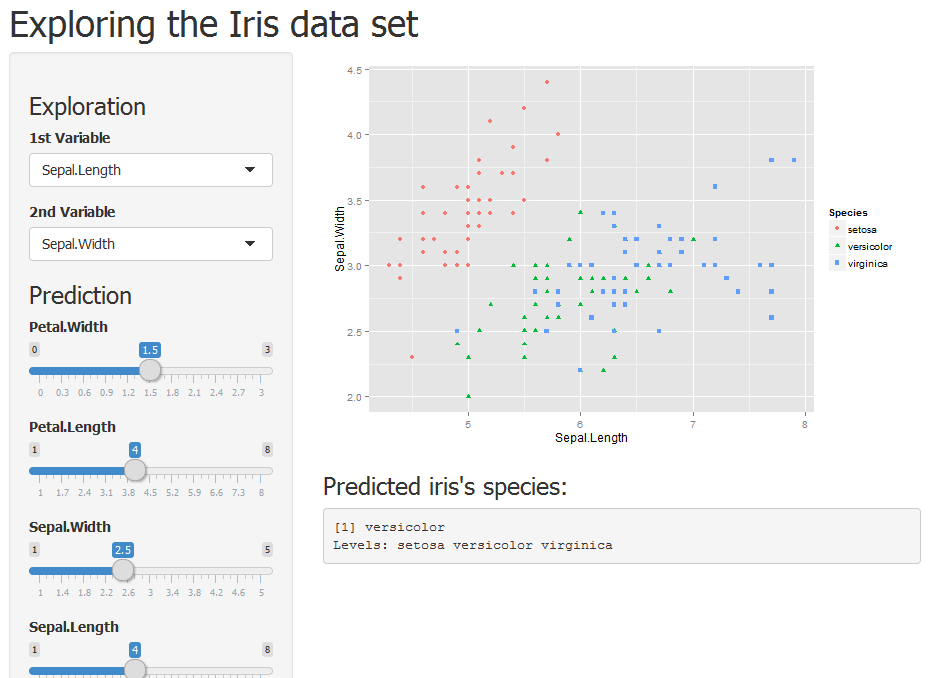 Exploring the Iris data set
Exploration
1st Variable
Sepal.Length
2nd Variable
Sepal.Width
Prediction
Petal.Width
0 1.5 3
0 0.3 0.6 0.9 1.2 1.5 1.8 2.1 2.4 2.7 3
Petal.Length
1 4 8
1 1.7 2.4 3.1 3.8 4.5 5.2 5.9 6.6 7.3 8
Sepal.Width
1 2.5 5
1 1.4 1.8 2.2 2.6 3 3.4 3.8 4.2 4.6 5
Sepal.Length
1 4 8
4.5
4.0
3.5
3.0
2.5
2.0
Sepal.Width
5 6 7 8
Sepal.Length
Species
setosa
versicolor
virginica
Predicted iris's species:
[1] versicolor
Levels: setosa versicolor virginica